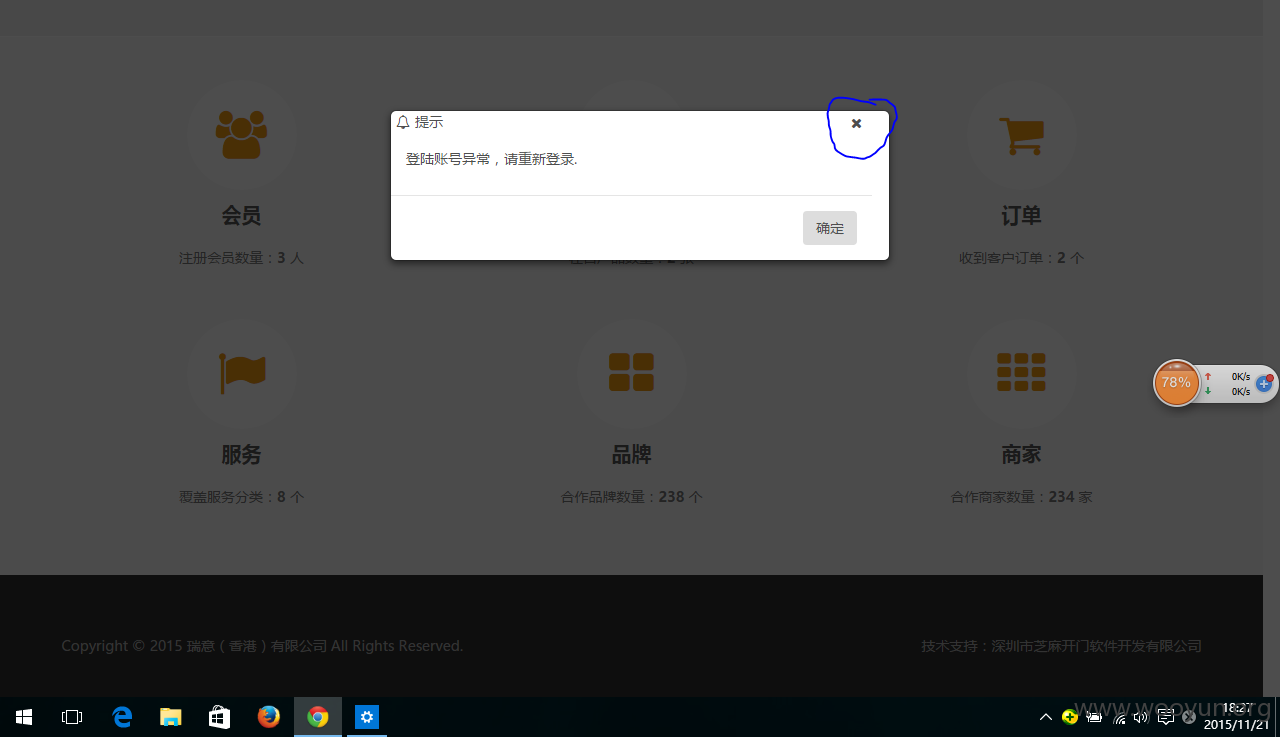 提示
登陆账号异常，请重新登录.
确定
会员
订单
注册会员数量：3 人
收到客户订单：2 个
78%
0K/s
0K/s
服务
品牌
商家
覆盖服务分类：8 个
合作品牌数量：238 个
合作商家数量：234 家
Copyright © 2015 瑞意（香港）有限公司 All Rights Reserved.
技术支持：深圳市芝麻开门软件开发有限公司
www.wooyun.org
18:27
2015/11/21